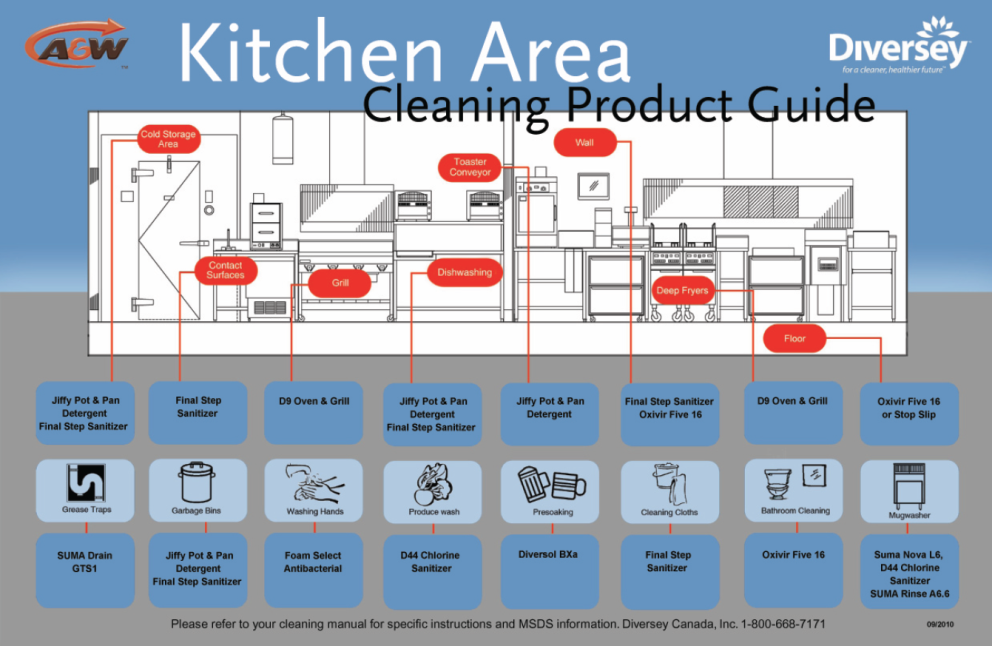 A&W
Kitchen Area
Diversey
for a cleaner, healthier future™
Cleaning Product Guide
Cold Storage
Area
Wall
Toaster
Conveyor
Contact
Surfaces
Grill
Dishwashing
Deep Fryers
Floor
Jiffy Pot & Pan
Detergent
Final Step Sanitizer
Final Step
Sanitizer
D9 Oven & Grill
Jiffy Pot & Pan
Detergent
Final Step Sanitizer
Jiffy Pot & Pan
Detergent
Final Step Sanitizer
Oxivir Five 16
D9 Oven & Grill
Oxivir Five 16
or Stop Slip
Grease Traps
Garbage Bins
Washing Hands
Produce wash
Presoaking
Cleaning Cloths
Bathroom Cleaning
Mugwasher
SUMA Drain
GTS1
Jiffy Pot & Pan
Detergent
Final Step Sanitizer
Foam Select
Antibacterial
D44 Chlorine
Sanitizer
Diversol BXa
Final Step
Sanitizer
Oxivir Five 16
Suma Nova L6,
D44 Chlorine
Sanitizer
SUMA Rinse A6.6
Please refer to your cleaning manual for specific instructions and MSDS information. Diversey Canada, Inc. 1-800-668-7171
09/2010